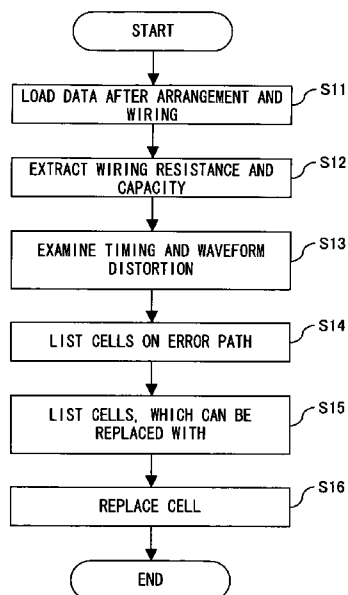 START
S11
LOAD DATA AFTER ARRANGEMENT AND
WIRING
S12
EXTRACT WIRING RESISTANCE AND
CAPACITY
S13
EXAMINE TIMING AND WAVEFORM
DISTORTION
S14
LIST CELLS ON ERROR PATH
S15
LIST CELLS, WHICH CAN BE
REPLACED WITH
S16
REPLACE CELL
END